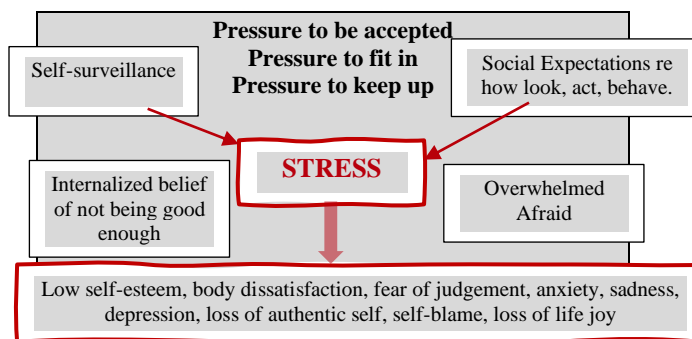 Pressure to be accepted
Pressure to fit in
Pressure to keep up
Self-surveillance
Social Expectations re
how look, act, behave.
STRESS
Internalized belief
of not being good
enough
Overwhelmed
Afraid
Low self-esteem, body dissatisfaction, fear of judgement, anxiety, sadness,
depression, loss of authentic self, self-blame, loss of life joy